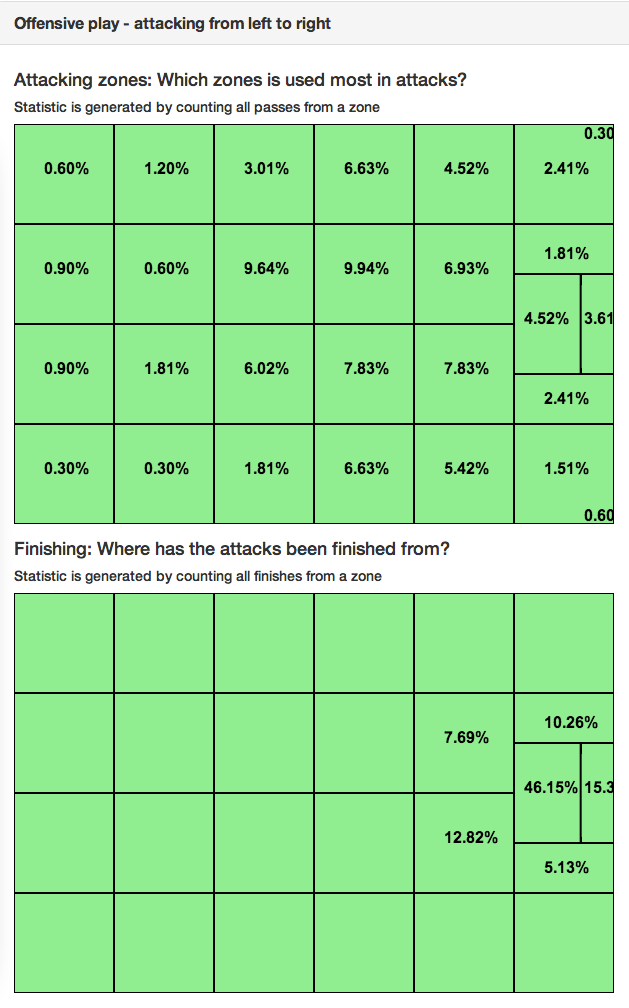 Offensive play - attacking from left to right
Attacking zones: Which zones is used most in attacks?
Statistic is generated by counting all passes from a zone
0.30
0.60% 1.20% 3.01% 6.63% 4.52% 2.41%
1.81%
0.90% 0.60% 9.64% 9.94% 6.93%
4.52% 3.61
0.90% 1.81% 6.02% 7.83% 7.83%
2.41%
0.30% 0.30% 1.81% 6.63% 5.42% 1.51%
0.60
Finishing: Where has the attacks been finished from?
Statistic is generated by counting all finishes from a zone
10.26%
7.69%
46.15% 15.3
12.82%
5.13%